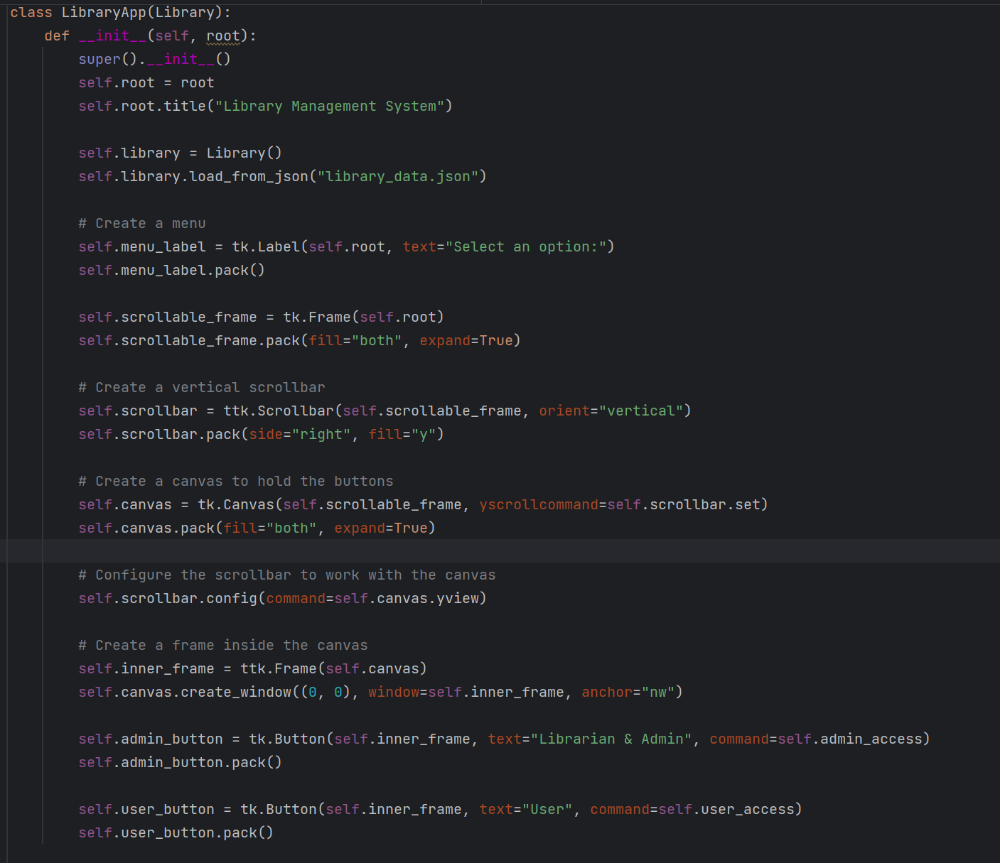 class LibraryApp(Library):
    def __init__(self, root):
        super().__init__()
        self.root = root
        self.root.title("Library Management System")

        self.library = Library()
        self.library.load_from_json("library_data.json")

        # Create a menu
        self.menu_label = tk.Label(self.root, text="Select an option:")
        self.menu_label.pack()

        self.scrollable_frame = tk.Frame(self.root)
        self.scrollable_frame.pack(fill="both", expand=True)

        # Create a vertical scrollbar
        self.scrollbar = ttk.Scrollbar(self.scrollable_frame, orient="vertical")
        self.scrollbar.pack(side="right", fill="y")

        # Create a canvas to hold the buttons
        self.canvas = tk.Canvas(self.scrollable_frame, yscrollcommand=self.scrollbar.set)
        self.canvas.pack(fill="both", expand=True)

        # Configure the scrollbar to work with the canvas
        self.scrollbar.config(command=self.canvas.yview)

        # Create a frame inside the canvas
        self.inner_frame = ttk.Frame(self.canvas)
        self.canvas.create_window((0, 0), window=self.inner_frame, anchor="nw")

        self.admin_button = tk.Button(self.inner_frame, text="Librarian & Admin", command=self.admin_access)
        self.admin_button.pack()

        self.user_button = tk.Button(self.inner_frame, text="User", command=self.user_access)
        self.user_button.pack()